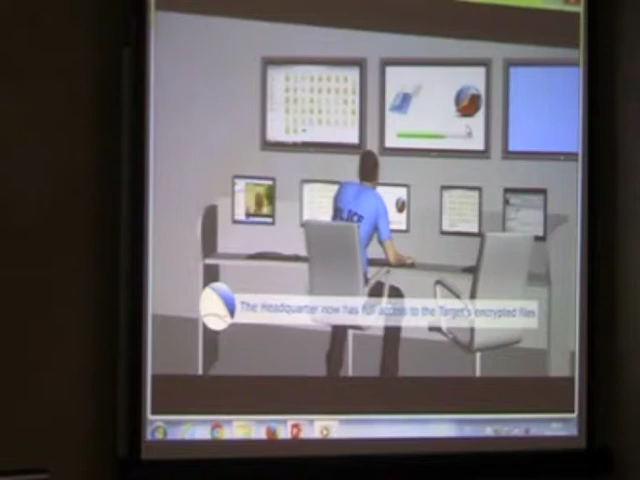 POLICE
The Headquarter now has full access to the Target's encrypted files